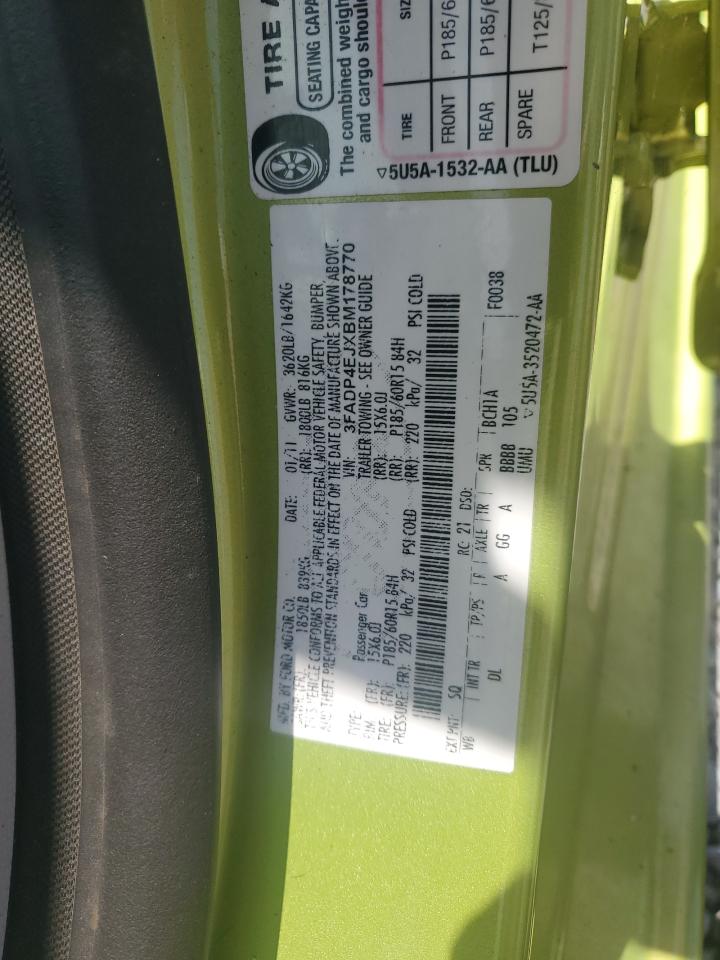 TIRE A
SEATING CAPA
The combined weigh
and cargo shoul
TIRE SIZ
FRONT P185/6
REAR P185/6
SPARE T125/
▽5U5A-1532-AA (TLU)
MFD. BY FORD MOTOR CO.
DATE: 01/11 GVWR: 3620LB/1642KG
1850LB 839KG (RR): 1800LB 816KG
THIS VEHICLE CONFORMS TO ALL APPLICABLE FEDERAL MOTOR VEHICLE SAFETY, BUMPER,
AND THEFT PREVENTION STANDARDS IN EFFECT ON THE DATE OF MANUFACTURE SHOWN ABOVE.
VIN: 3FADP4EJXBM178770
TYPE: Passenger Car TRAILER TOWING - SEE OWNER GUIDE
RIM (FR): 15X6.0J (RR): 15X6.0J
TIRE: (FR): P185/60R15 84H (RR): P185/60R15 84H
PRESSURE: (FR): 220 kPa/ 32 PSI COLD (RR): 220 kPa/ 32 PSI COLD
EXT PNT: SQ RC: 21 DSO: F0038
WB INT TR TP/PS R AXLE TR SPR BCH1A
DL A GG A BBBB 105
UMU ▽5U5A-3520472-AA